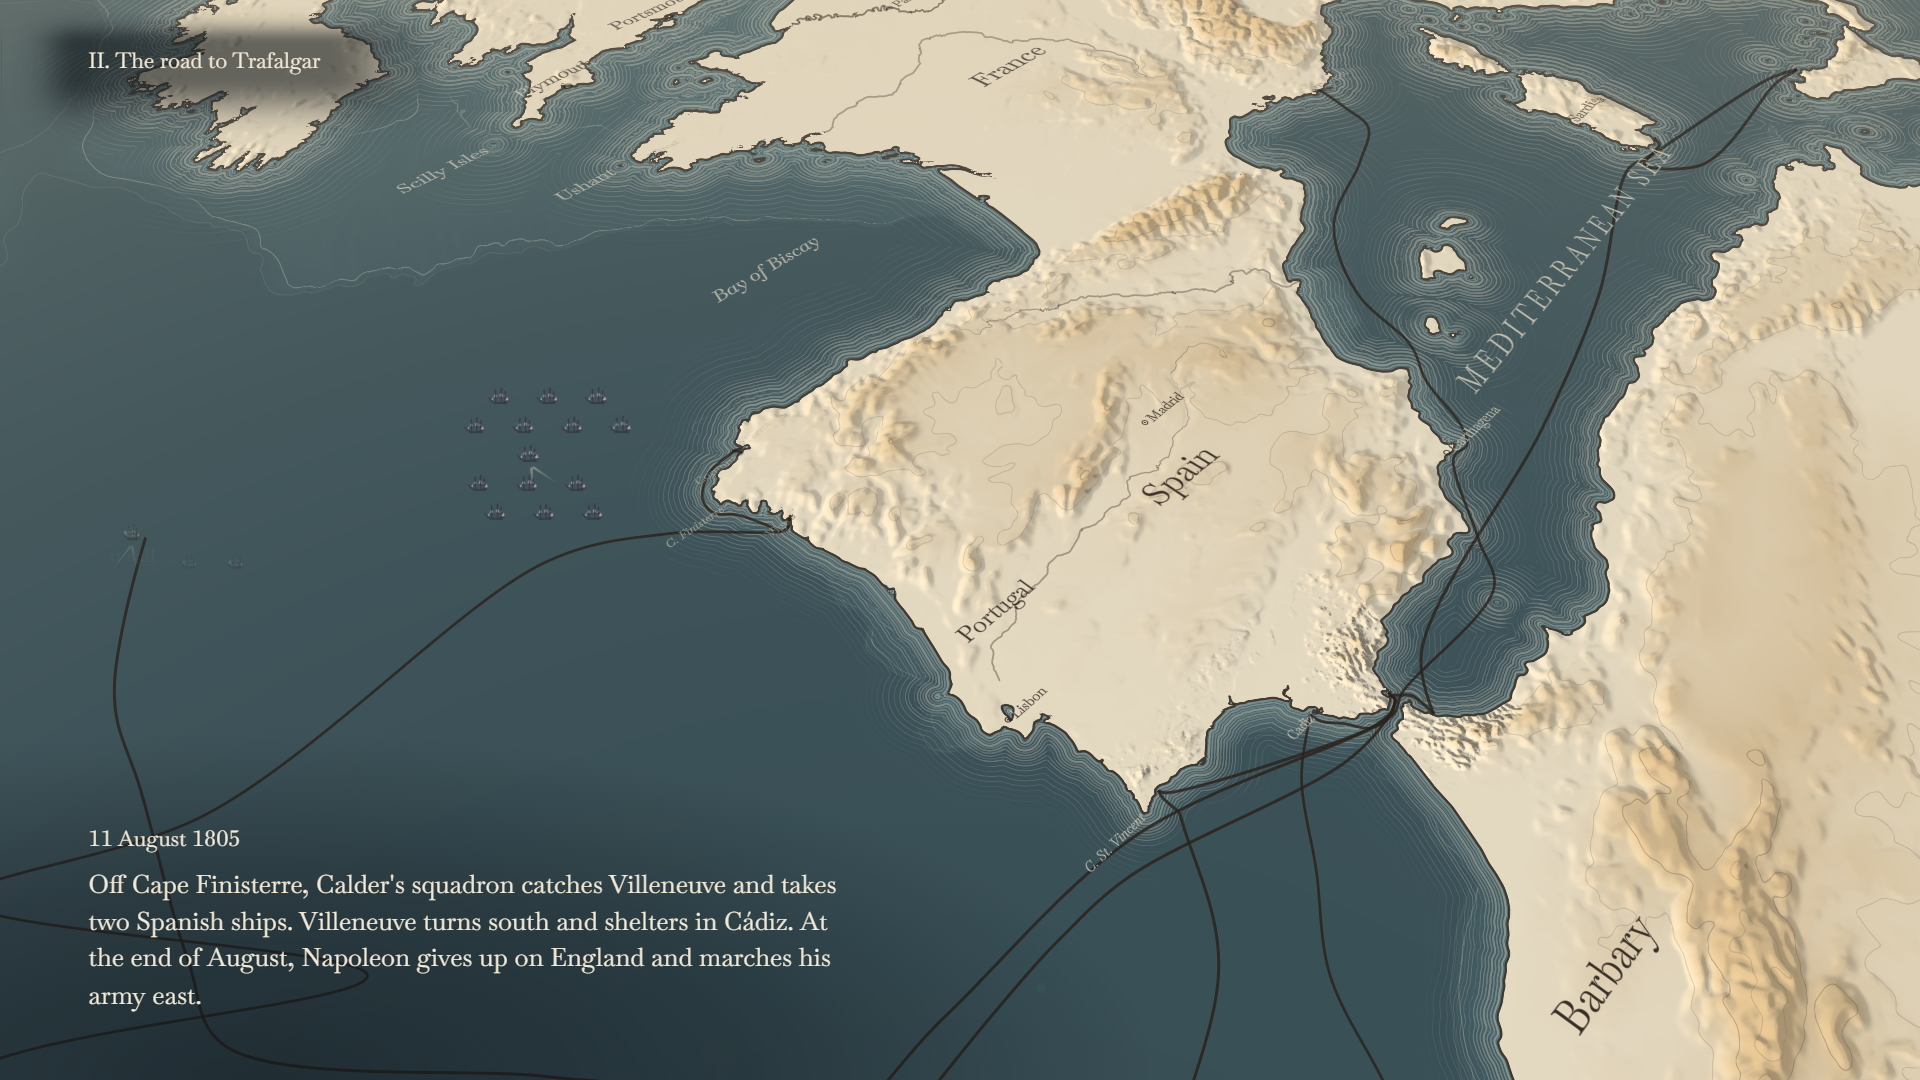 II. The road to Trafalgar
France
Scilly Isles
Ushant
Bay of Biscay
MEDITERRANEAN SEA
Madrid
Spain
Portugal
Lisbon
Cadiz
C. St. Vincent
Barbary
11 August 1805
Off Cape Finisterre, Calder's squadron catches Villeneuve and takes
two Spanish ships. Villeneuve turns south and shelters in Cádiz. At
the end of August, Napoleon gives up on England and marches his
army east.